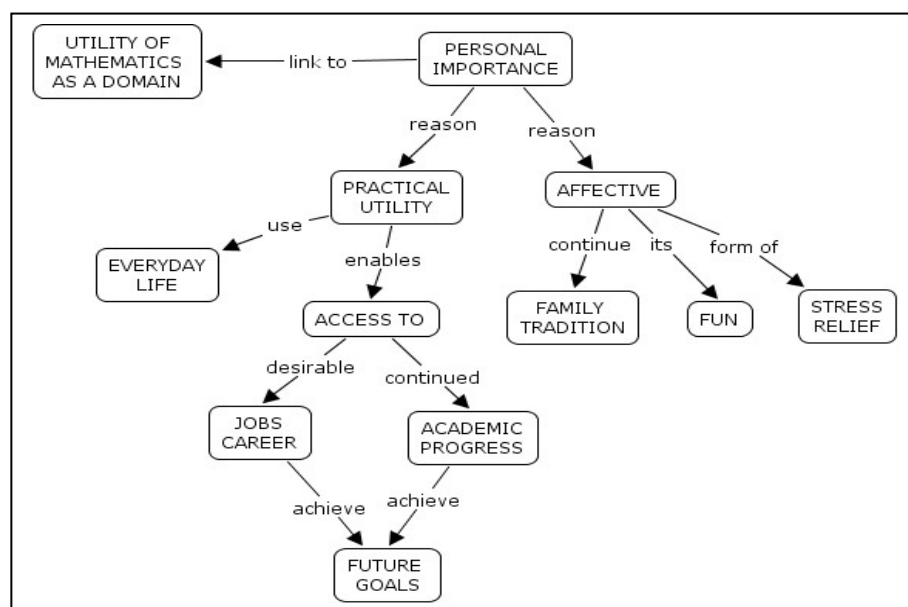 UTILITY OF
MATHEMATICS
AS A DOMAIN
link to
PERSONAL
IMPORTANCE
reason
reason
PRACTICAL
UTILITY
AFFECTIVE
use
enables
continue
its
form of
EVERYDAY
LIFE
ACCESS TO
FAMILY
TRADITION
FUN
STRESS
RELIEF
desirable
continued
JOBS
CAREER
ACADEMIC
PROGRESS
achieve
achieve
FUTURE
GOALS